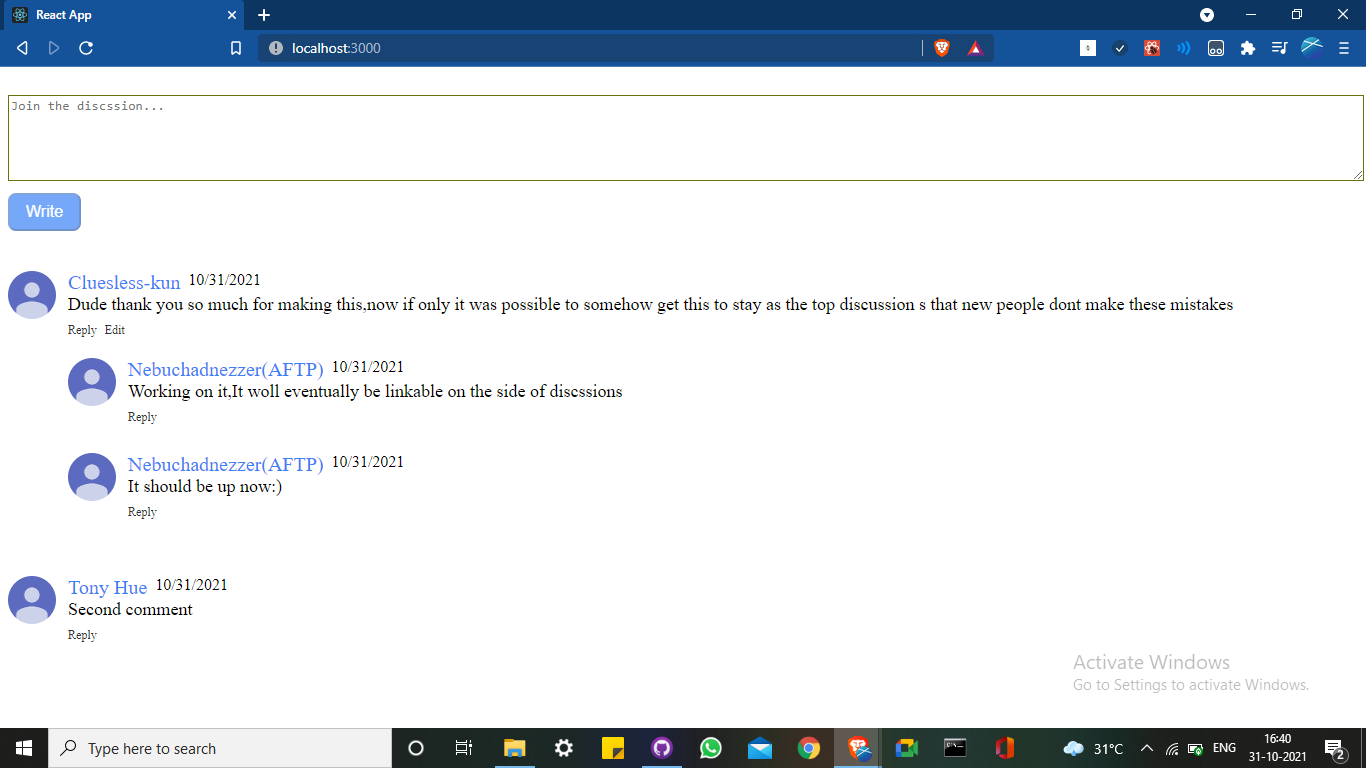 React App
localhost:3000
Join the discssion...
Write
Cluesless-kun 10/31/2021
Dude thank you so much for making this,now if only it was possible to somehow get this to stay as the top discussion s that new people dont make these mistakes
Reply Edit
Nebuchadnezzer(AFTP) 10/31/2021
Working on it,It woll eventually be linkable on the side of discssions
Reply
Nebuchadnezzer(AFTP) 10/31/2021
It should be up now:)
Reply
Tony Hue 10/31/2021
Second comment
Reply
Activate Windows
Go to Settings to activate Windows.
Type here to search
31°C
ENG
16:40
31-10-2021
2